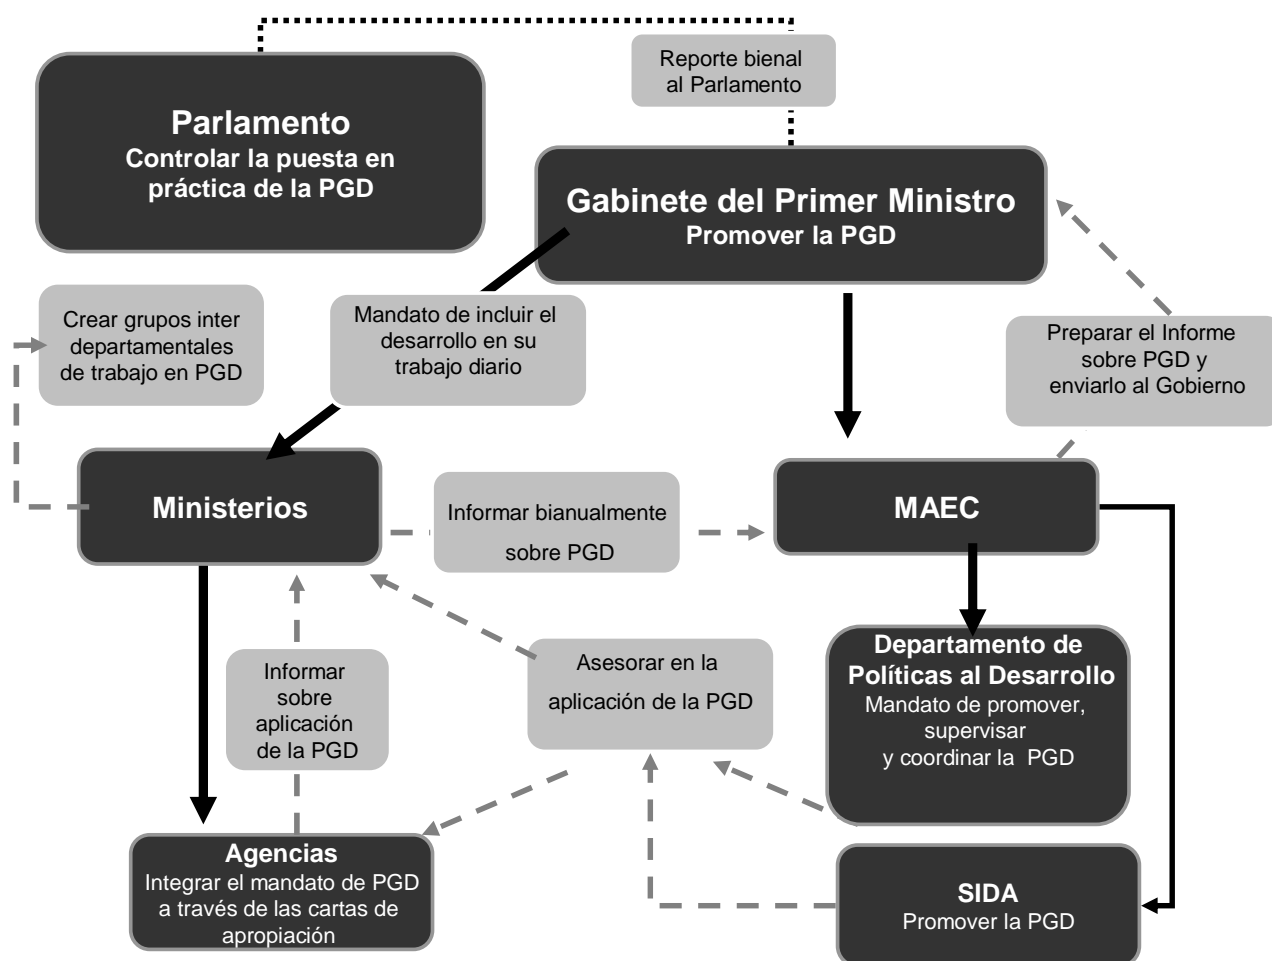 Reporte bienal
al Parlamento
Parlamento
Controlar la puesta en
práctica de la PGD
Gabinete del Primer Ministro
Promover la PGD
Crear grupos inter
departamentales
de trabajo en PGD
Mandato de incluir el
desarrollo en su
trabajo diario
Preparar el Informe
sobre PGD y
enviarlo al Gobierno
Ministerios
Informar bianualmente
sobre PGD
MAEC
Informar
sobre
aplicación
de la PGD
Asesorar en la
aplicación de la PGD
Departamento de
Políticas al Desarrollo
Mandato de promover,
supervisar
y coordinar la PGD
Agencias
Integrar el mandato de PGD
a través de las cartas de
apropiación
SIDA
Promover la PGD